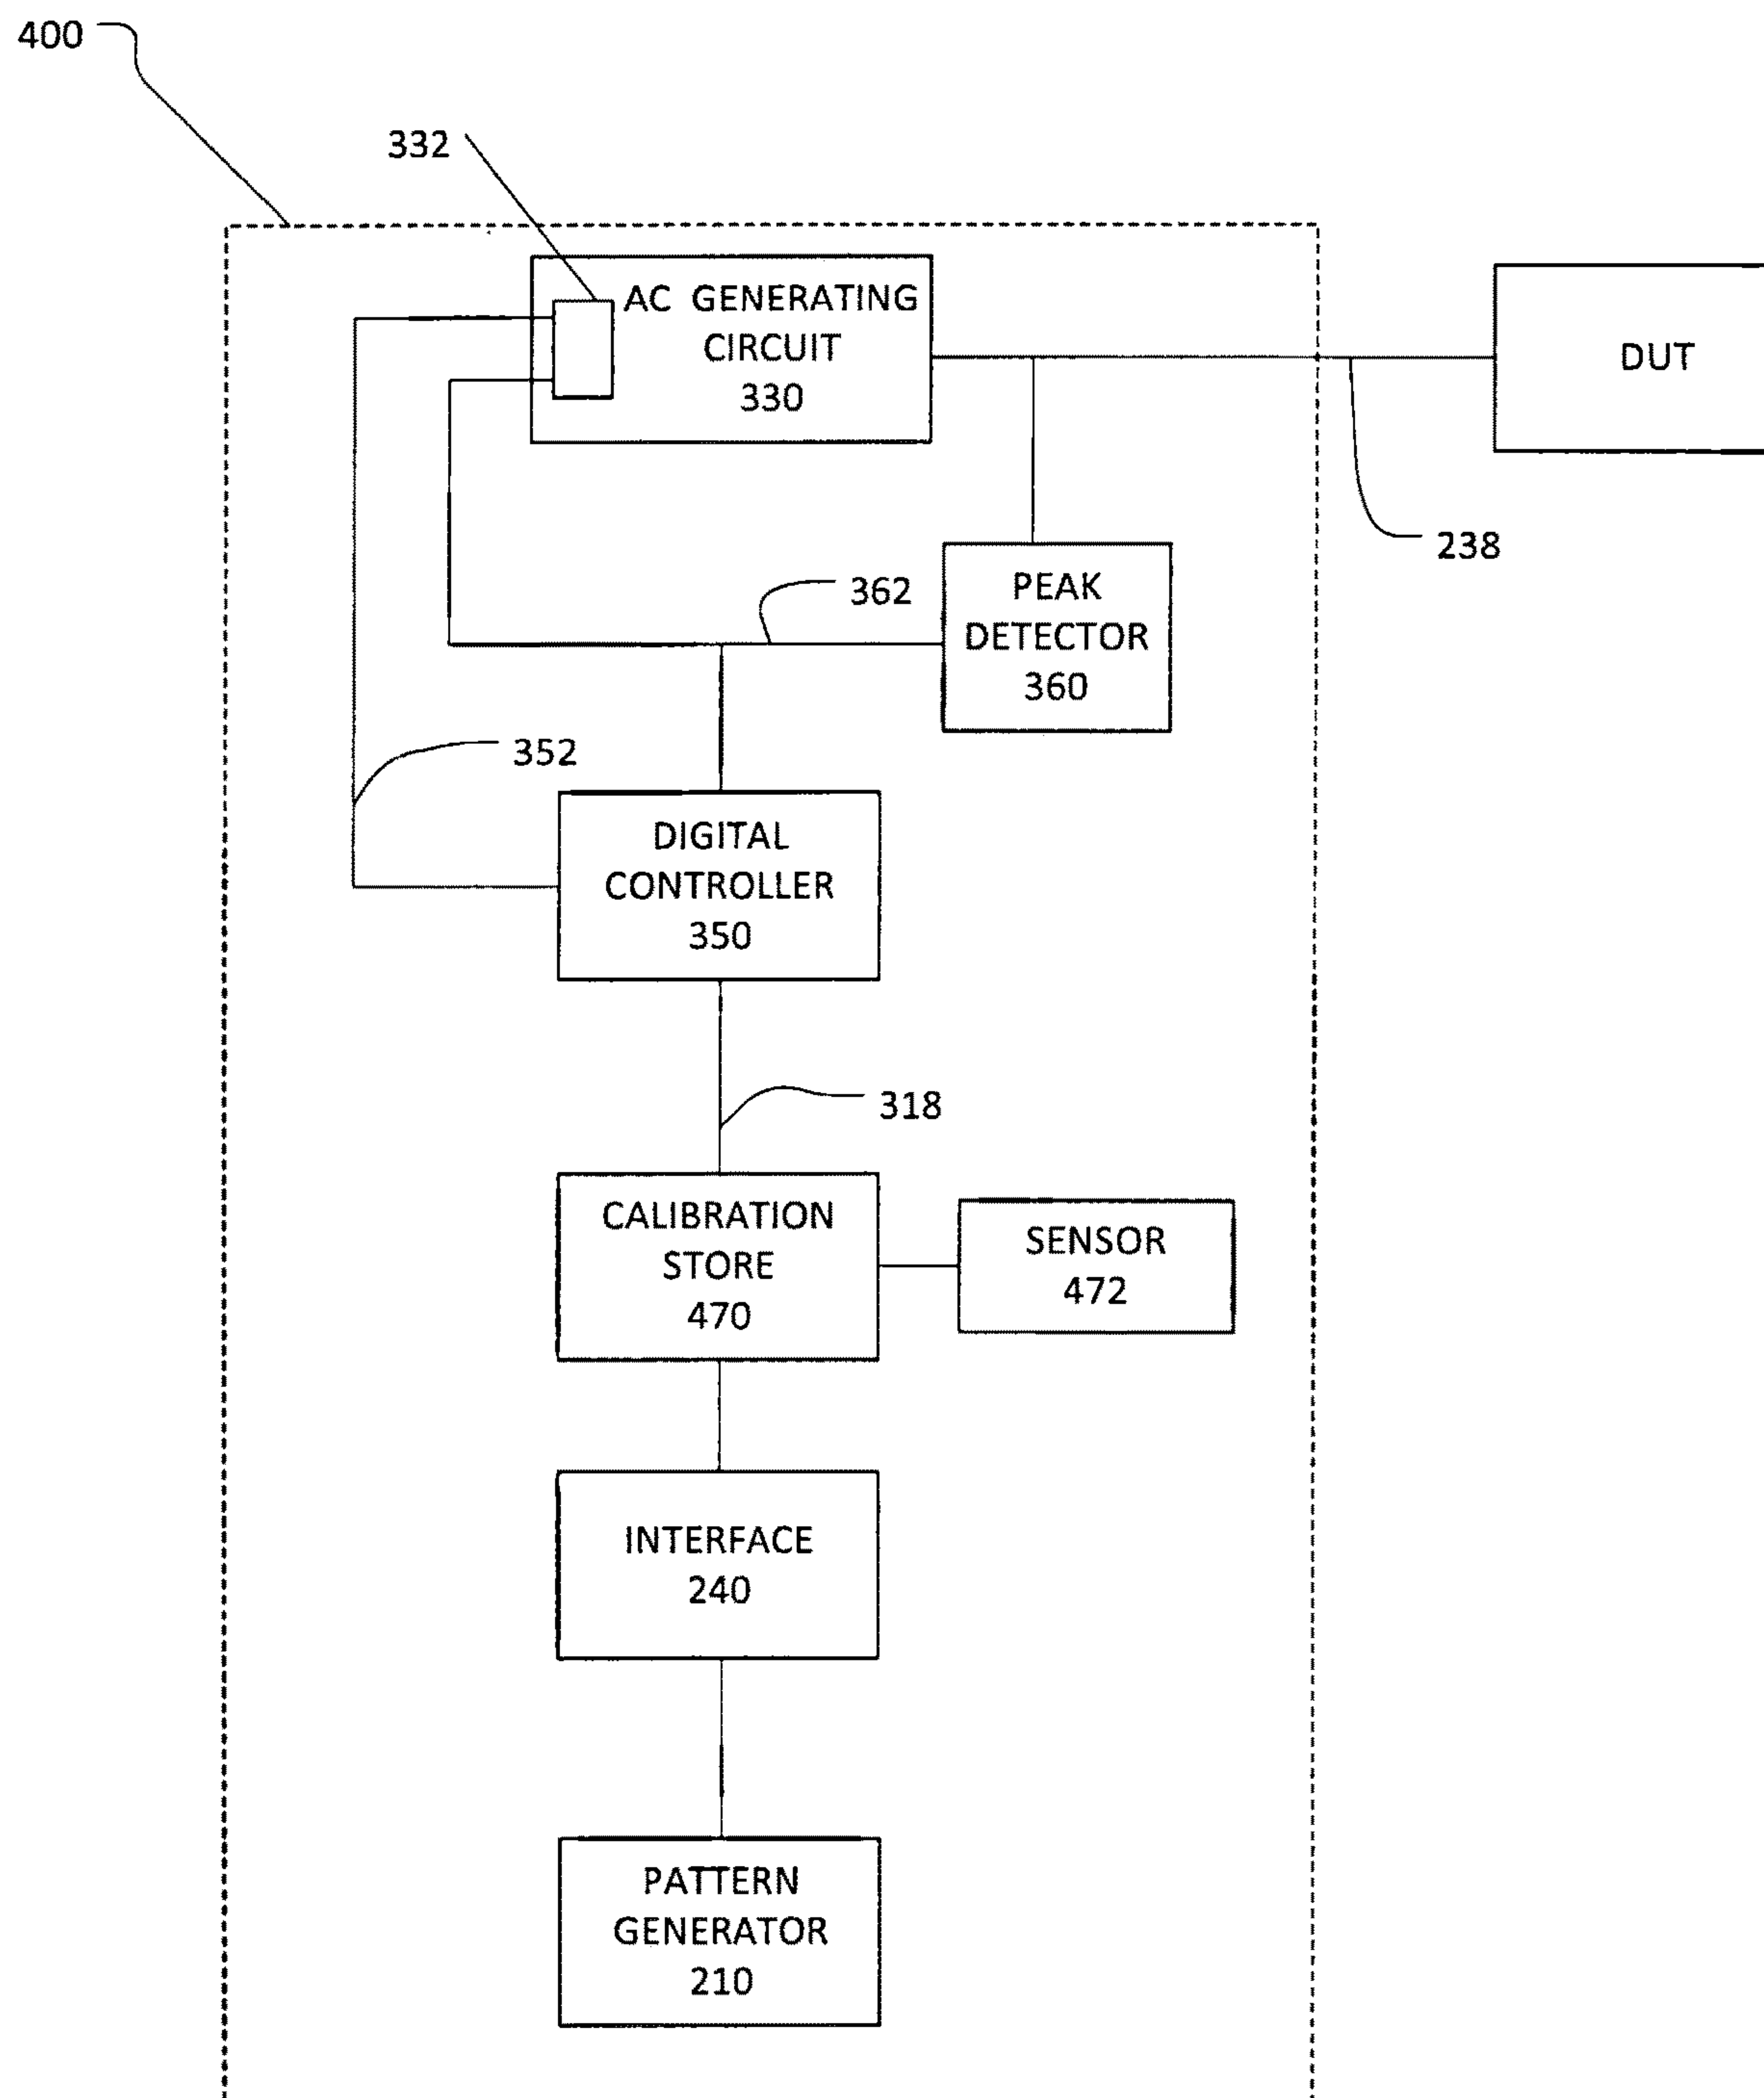 400
332
AC GENERATING
CIRCUIT
330
DUT
238
PEAK
DETECTOR
360
362
352
DIGITAL
CONTROLLER
350
318
CALIBRATION
STORE
470
SENSOR
472
INTERFACE
240
PATTERN
GENERATOR
210